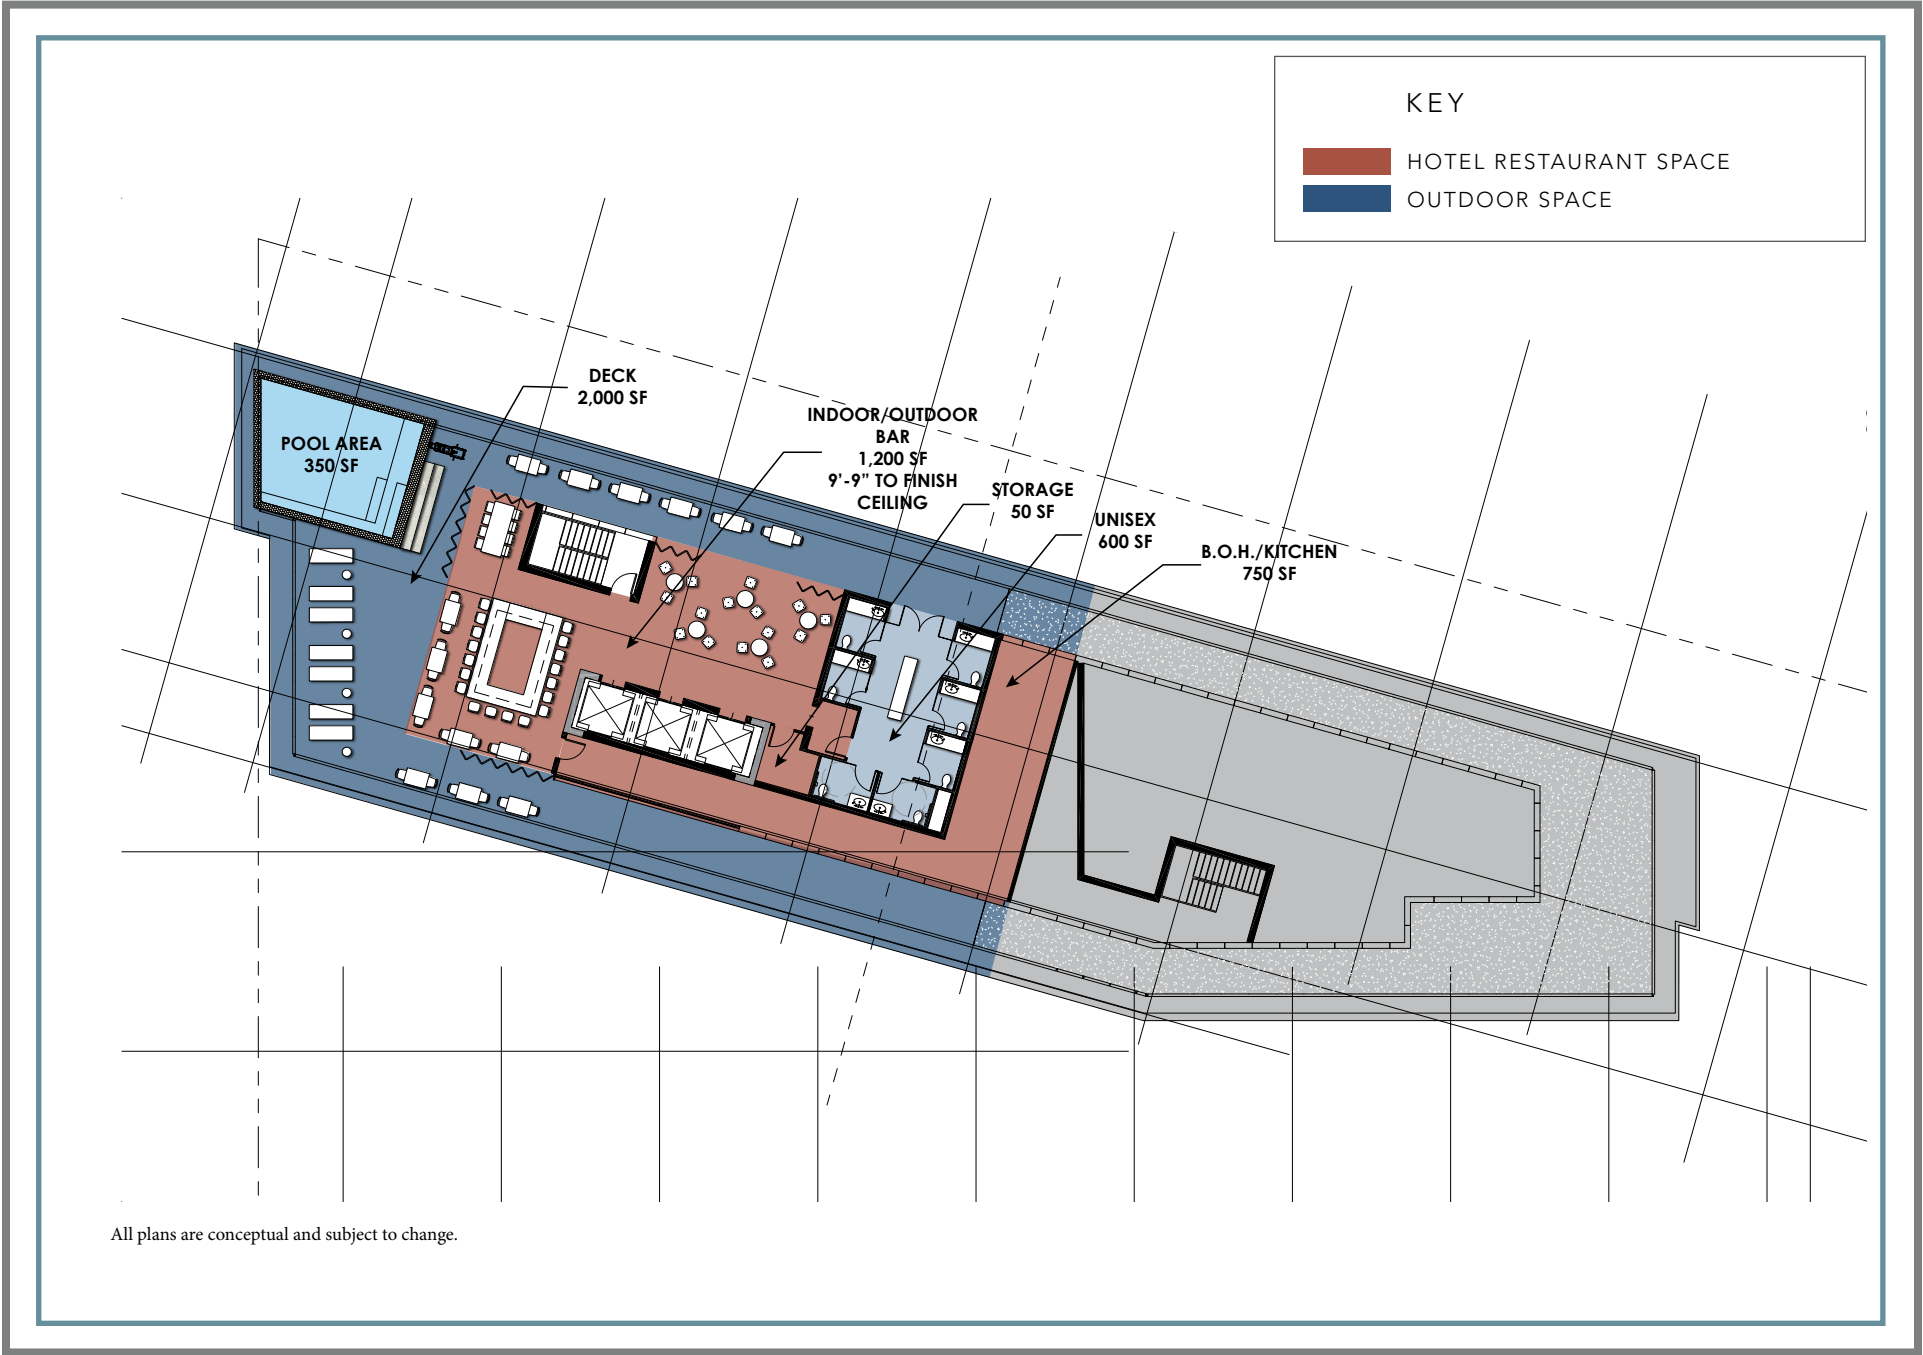 KEY
HOTEL RESTAURANT SPACE
OUTDOOR SPACE
DECK
2,000 SF
INDOOR/OUTDOOR
BAR
1,200 SF
9'-9" TO FINISH
CEILING
POOL AREA
350 SF
STORAGE
50 SF
UNISEX
600 SF
B.O.H./KITCHEN
750 SF
All plans are conceptual and subject to change.